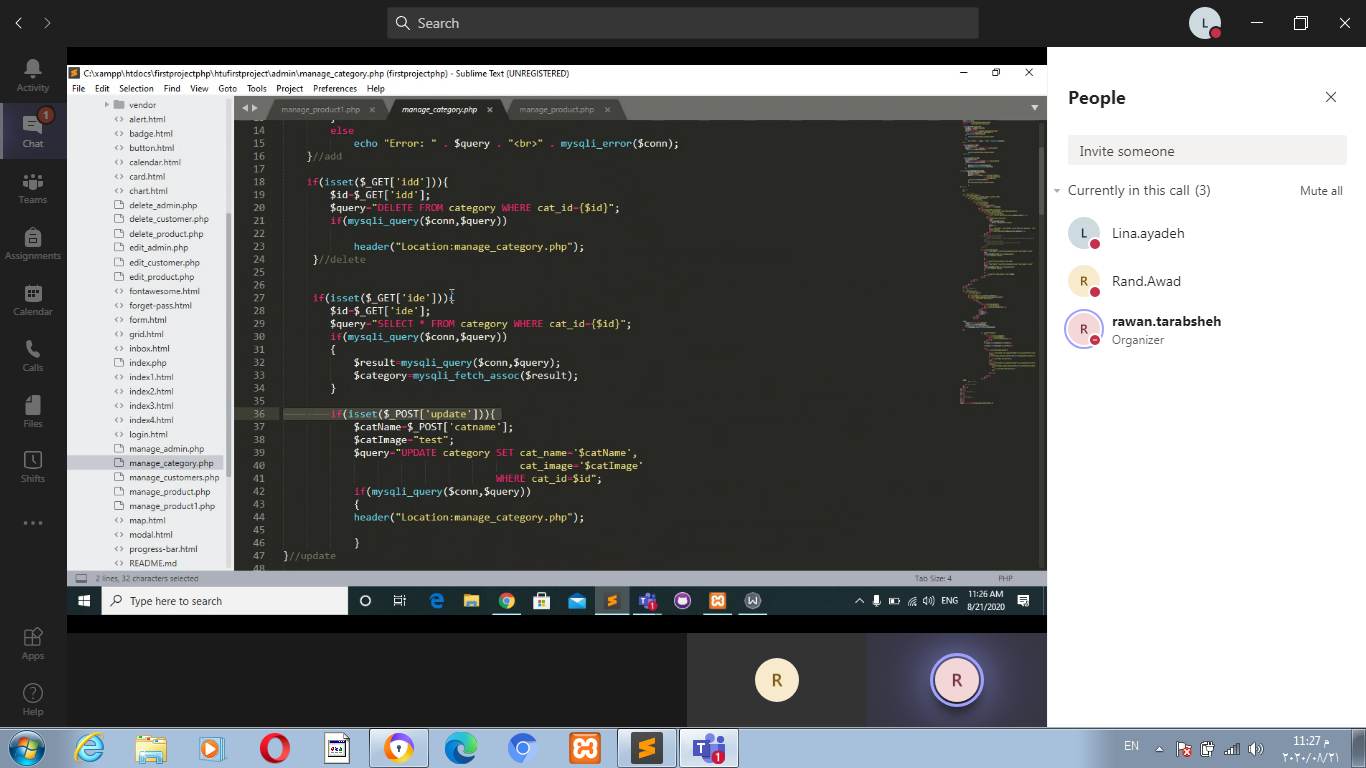 Search
L
Activity
Chat
1
Teams
Assignments
Calendar
Calls
Files
Shifts
Apps
Help
C:\xampp\htdocs\firstprojectphp\htufirstproject\admin\manage_category.php (firstprojectphp) - Sublime Text (UNREGISTERED)
File Edit Selection Find View Goto Tools Project Preferences Help
vendor
alert.html
badge.html
button.html
calendar.html
card.html
chart.html
delete_admin.php
delete_customer.php
delete_product.php
edit_admin.php
edit_customer.php
edit_product.php
fontawesome.html
forget-pass.html
form.html
grid.html
inbox.html
index.php
index1.html
index2.html
index3.html
index4.html
login.html
manage_admin.php
manage_category.php
manage_customers.php
manage_product.php
manage_product1.php
map.html
modal.html
progress-bar.html
README.md
manage_product1.php × manage_category.php × manage_product.php ×
14 else
15 echo "Error: " . $query . "<br>" . mysqli_error($conn);
16 }//add
17
18 if(isset($_GET['idd'])){
19 $id=$_GET['idd'];
20 $query="DELETE FROM category WHERE cat_id={$id}";
21 if(mysqli_query($conn,$query))
22
23 header("Location:manage_category.php");
24 }//delete
25
26
27 if(isset($_GET['ide'])){
28 $id=$_GET['ide'];
29 $query="SELECT * FROM category WHERE cat_id={$id}";
30 if(mysqli_query($conn,$query))
31 {
32 $result=mysqli_query($conn,$query);
33 $category=mysqli_fetch_assoc($result);
34 }
35
36 if(isset($_POST['update'])){
37 $catName=$_POST['catname'];
38 $catImage="test";
39 $query="UPDATE category SET cat_name='$catName',
40 cat_image='$catImage'
41 WHERE cat_id=$id";
42 if(mysqli_query($conn,$query))
43 {
44 header("Location:manage_category.php");
45
46 }
47 }//update
48
2 lines, 32 characters selected
Tab Size: 4
PHP
Type here to search
1
ENG
11:26 AM
8/21/2020
R
R
People
Invite someone
Currently in this call (3)
Mute all
L
Lina.ayadeh
R
Rand.Awad
R
rawan.tarabsheh
Organizer
1
EN
11:27 م
٢٠٢٠/٠٨/٢١